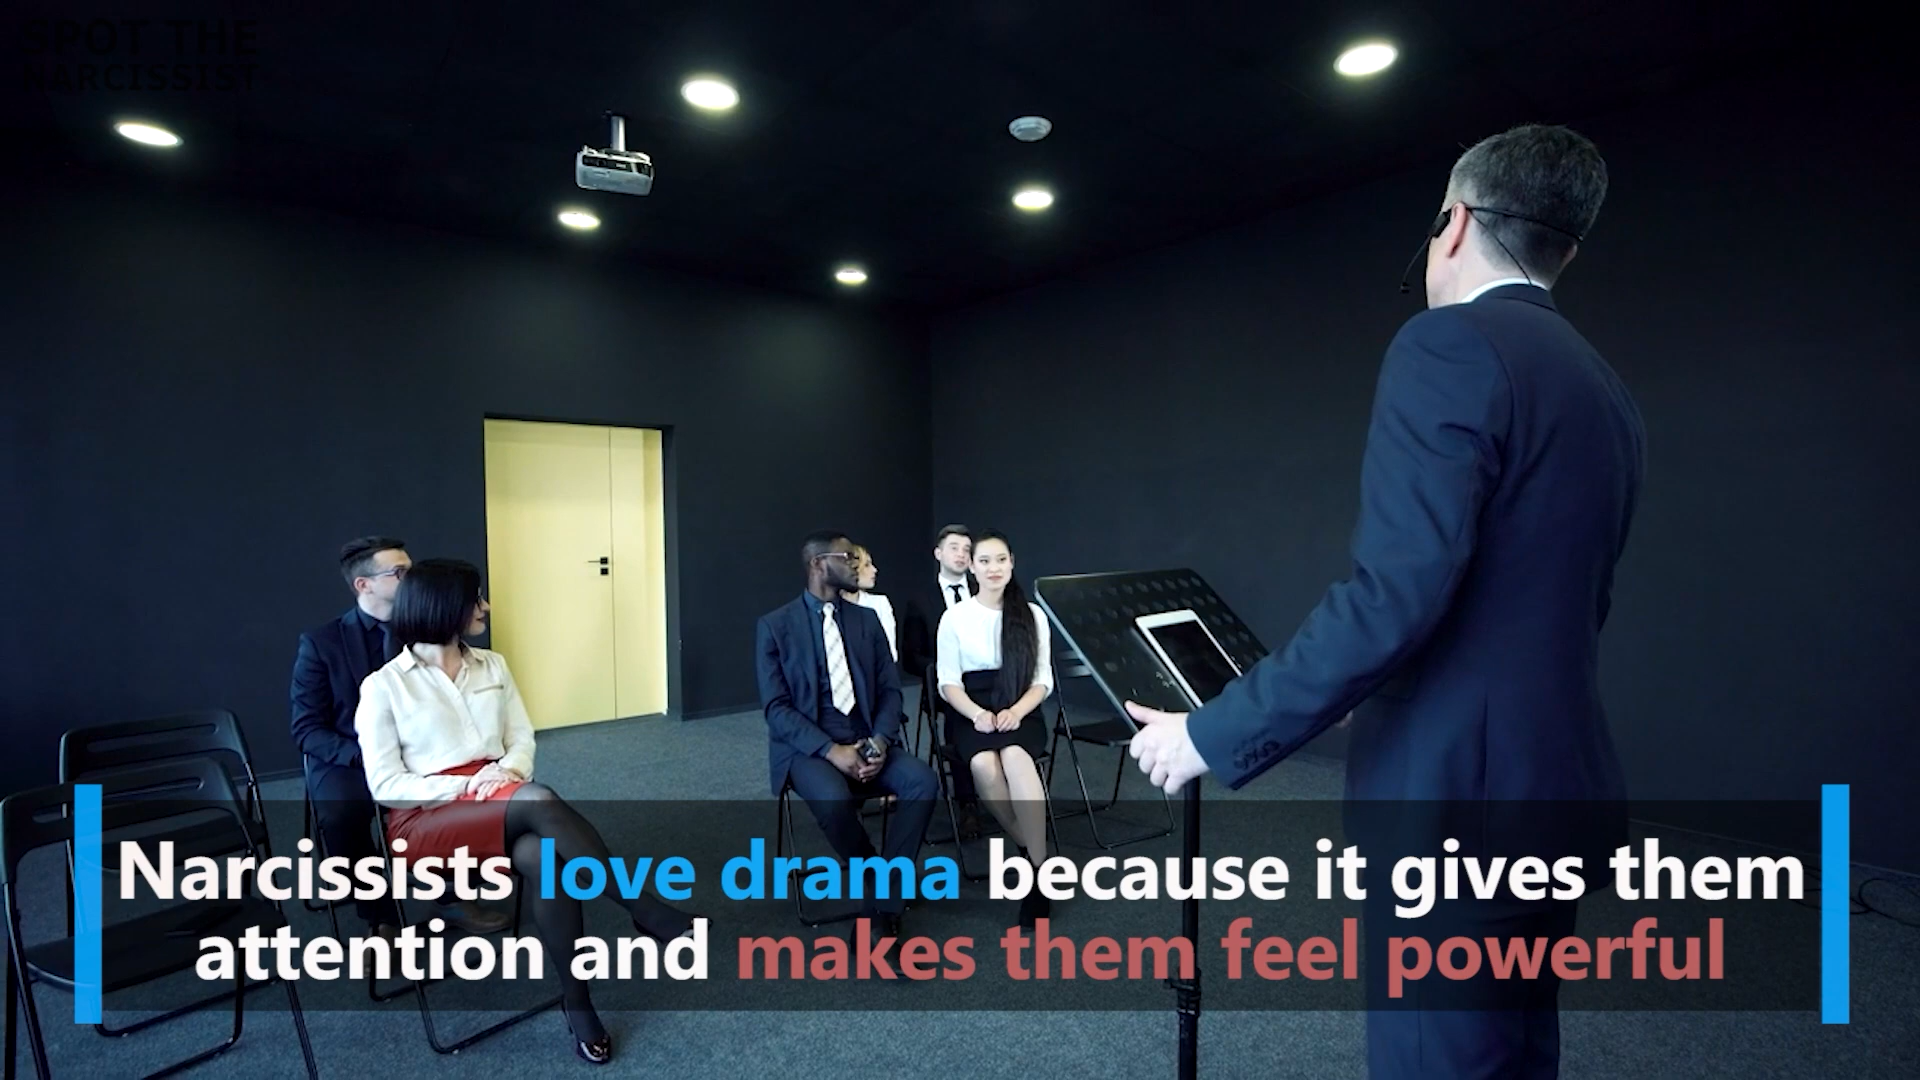 SPOT THE
NARCISSIST
Narcissists love drama because it gives them
attention and makes them feel powerful